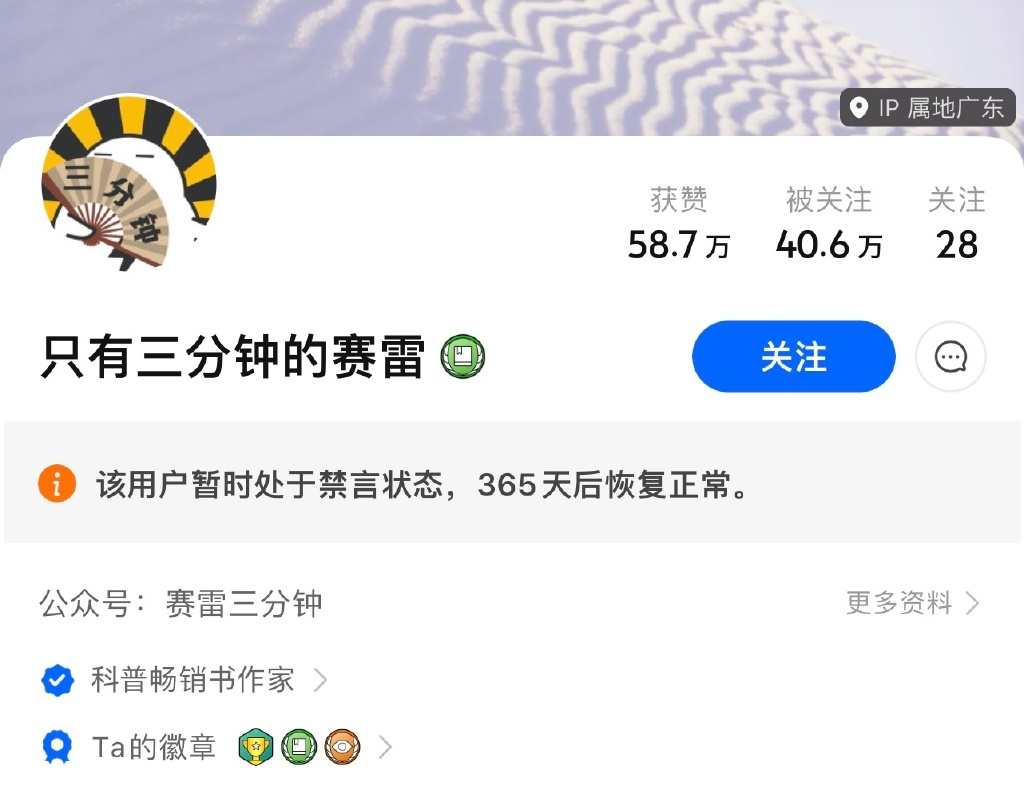 IP 属地广东
三分钟
获赞 被关注 关注
58.7 万 40.6 万 28
只有三分钟的赛雷
关注
该用户暂时处于禁言状态，365天后恢复正常。
公众号：赛雷三分钟
更多资料
科普畅销书作家
Ta的徽章